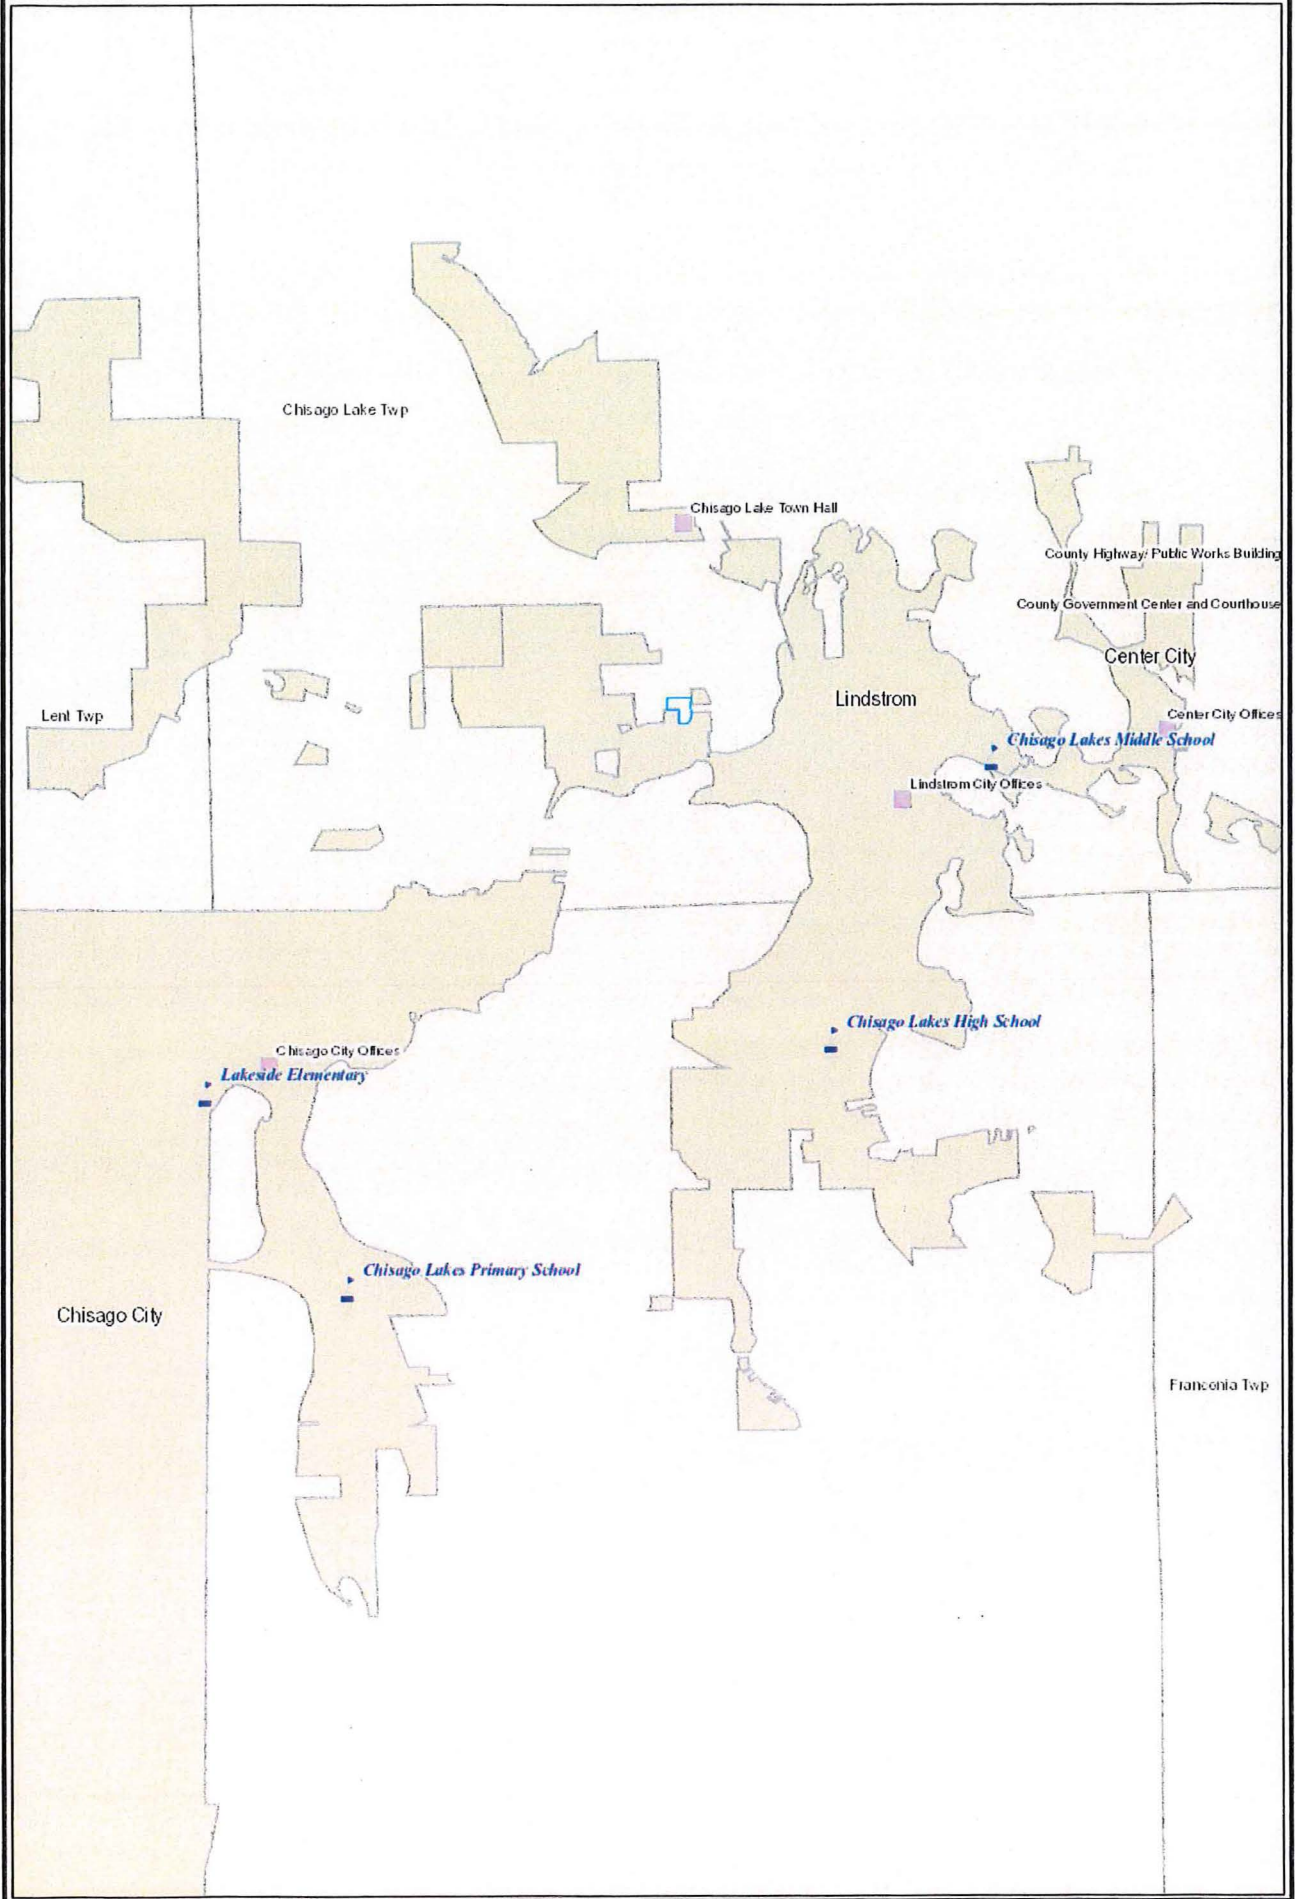 Chisago Lake Twp
Chisago Lake Town Hall
County Highway/ Public Works Building
County Government Center and Courthouse
Center City
Lindstrom
Lent Twp
Center City Offices
Chisago Lakes Middle School
Lindstrom City Offices
Chisago Lakes High School
Chisago City Offices
Lakeside Elementary
Chisago Lakes Primary School
Chisago City
Franconia Twp